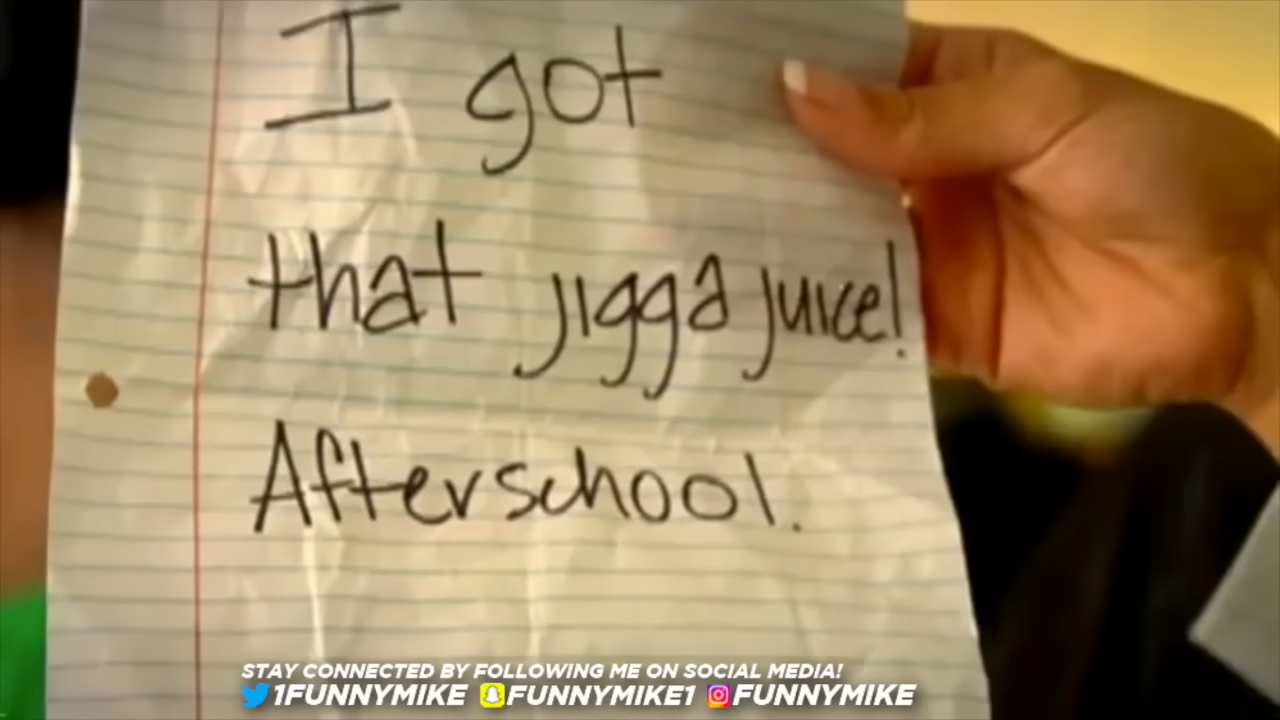 I got
that jigga juice!
Afterschool.
STAY CONNECTED BY FOLLOWING ME ON SOCIAL MEDIA!
1FUNNYMIKE FUNNYMIKE1 FUNNYMIKE